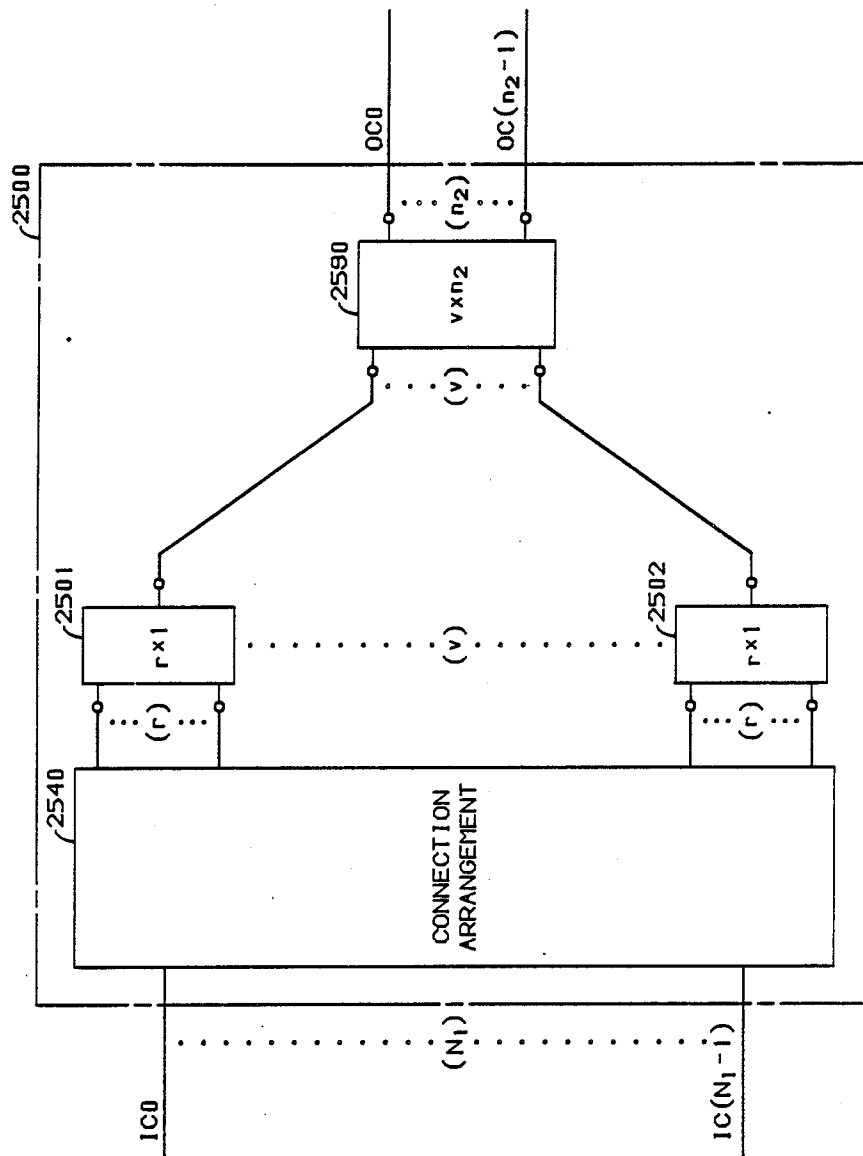 2500
2540
2501
2590
IC0
(r)
r×1
OC0
(N₁)
CONNECTION
ARRANGEMENT
(v)
(v)
v×n₂
(n₂)
OC(n₂-1)
2502
IC(N₁-1)
(r)
r×1